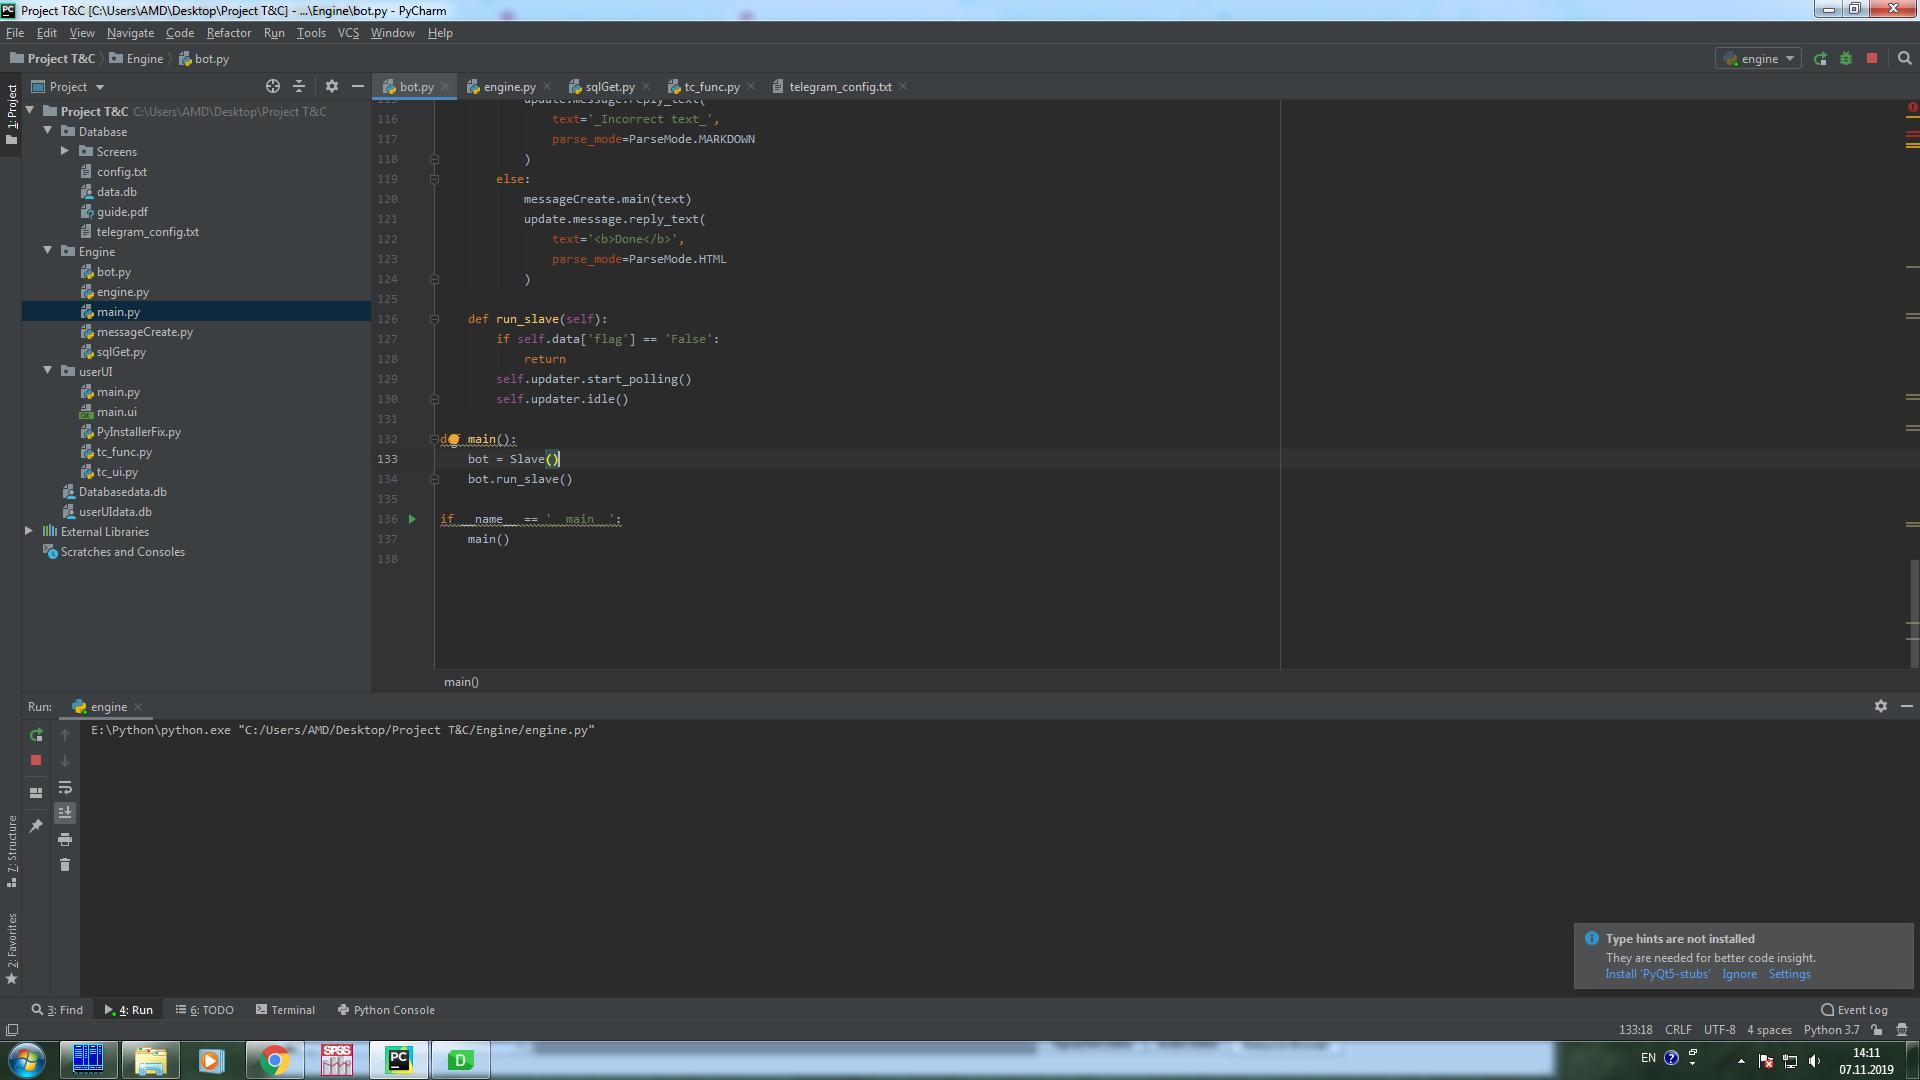 Project T&C [C:\Users\AMD\Desktop\Project T&C] - ...\Engine\bot.py - PyCharm
File Edit View Navigate Code Refactor Run Tools VCS Window Help
Project T&C Engine bot.py
engine
Project
bot.py engine.py sqlGet.py tc_func.py telegram_config.txt
1: Project
Project T&C C:\Users\AMD\Desktop\Project T&C
Database
Screens
config.txt
data.db
guide.pdf
telegram_config.txt
Engine
bot.py
engine.py
main.py
messageCreate.py
sqlGet.py
userUI
main.py
main.ui
PyInstallerFix.py
tc_func.py
tc_ui.py
Databasedata.db
userUIdata.db
External Libraries
Scratches and Consoles
115 update.message.reply_text(
116 text='_Incorrect text_',
117 parse_mode=ParseMode.MARKDOWN
118 )
119 else:
120 messageCreate.main(text)
121 update.message.reply_text(
122 text='<b>Done</b>',
123 parse_mode=ParseMode.HTML
124 )
125
126 def run_slave(self):
127 if self.data['flag'] == 'False':
128 return
129 self.updater.start_polling()
130 self.updater.idle()
131
132 def main():
133 bot = Slave()
134 bot.run_slave()
135
136 if __name__ == '__main__':
137 main()
138
main()
Run: engine
E:\Python\python.exe "C:/Users/AMD/Desktop/Project T&C/Engine/engine.py"
7: Structure
2: Favorites
Type hints are not installed
They are needed for better code insight.
Install 'PyQt5-stubs' Ignore Settings
3: Find 4: Run 6: TODO Terminal Python Console Event Log
133:18 CRLF UTF-8 4 spaces Python 3.7
SPSS
PC
D
EN
14:11
07.11.2019